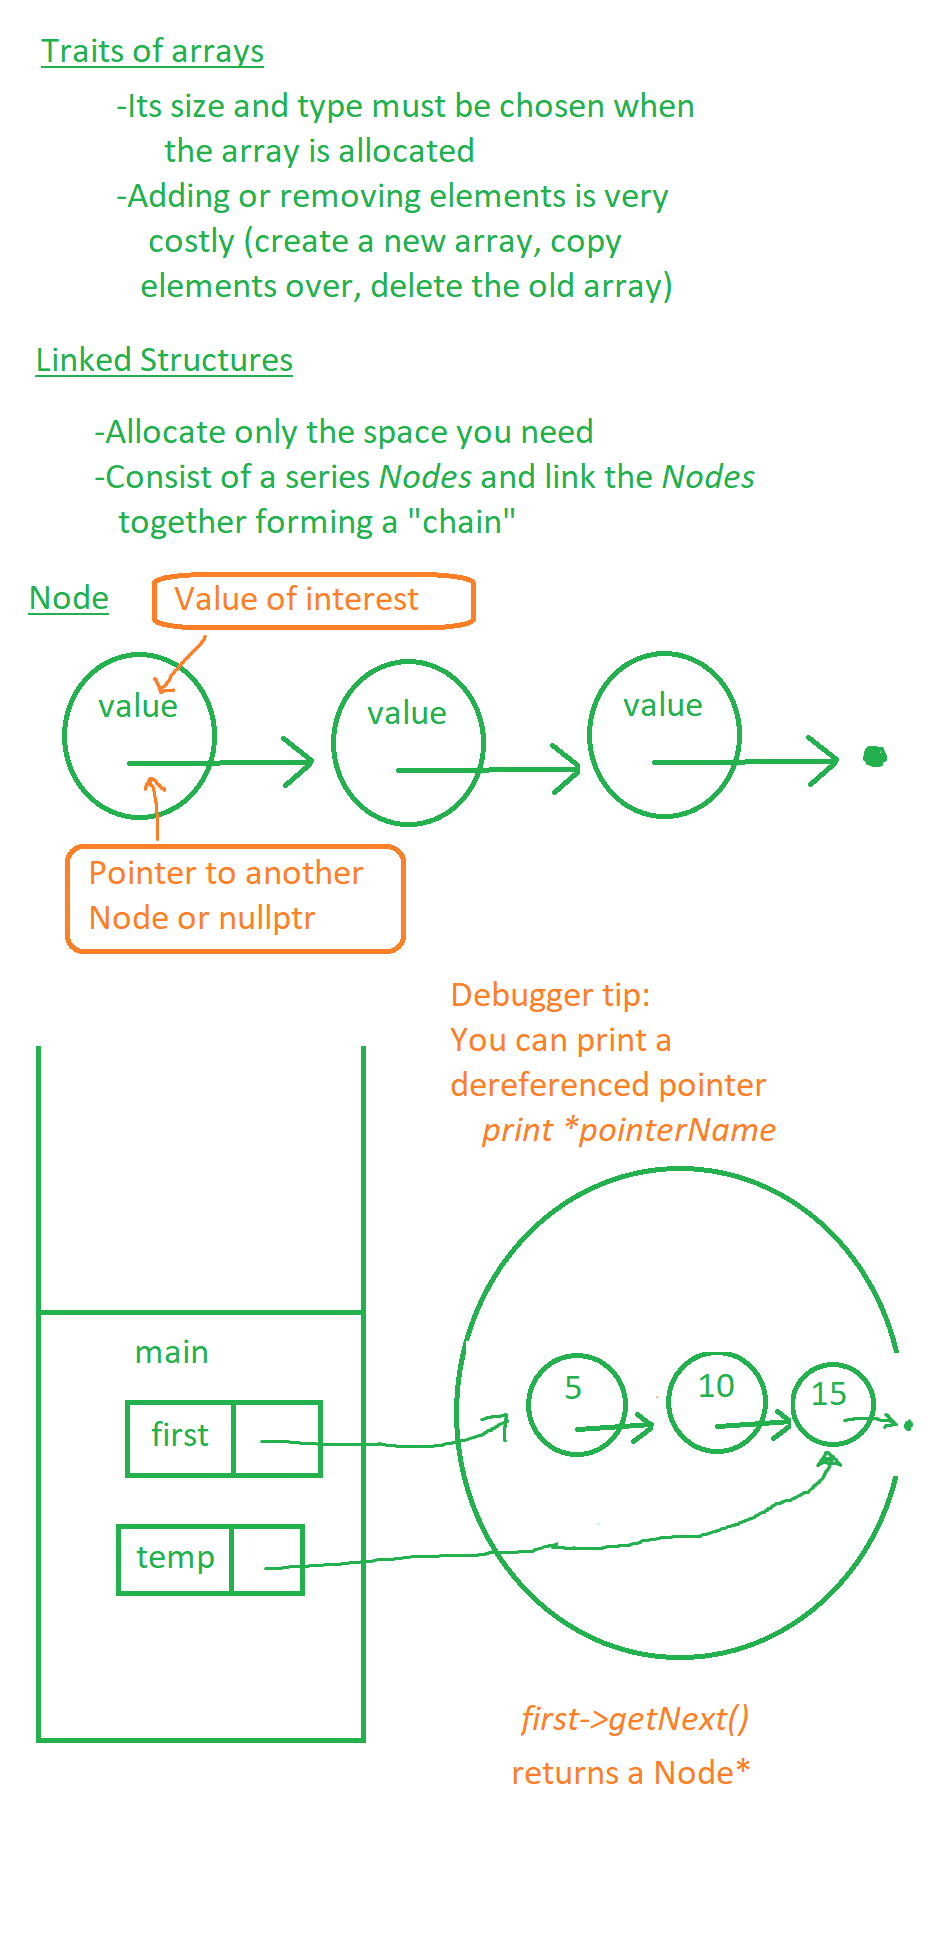 Traits of arrays
-Its size and type must be chosen when
the array is allocated
-Adding or removing elements is very
costly (create a new array, copy
elements over, delete the old array)
Linked Structures
-Allocate only the space you need
-Consist of a series Nodes and link the Nodes
together forming a "chain"
Node
Value of interest
value
value
value
Pointer to another
Node or nullptr
Debugger tip:
You can print a
dereferenced pointer
print *pointerName
main
first
temp
5
10
15
first->getNext()
returns a Node*